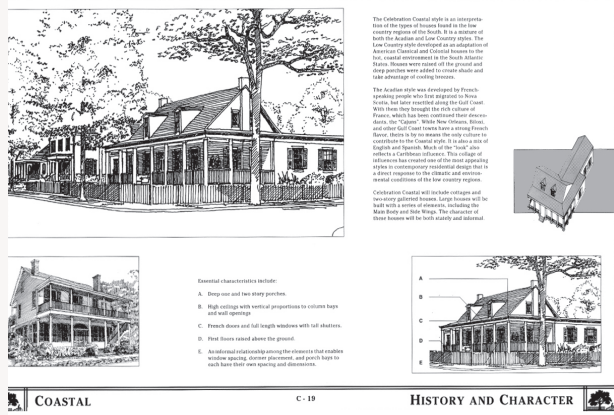 The Celebration Coastal style is an interpreta-
tion of the types of houses found in the low
country regions of the South. It is a mixture of
both the Acadian and Low Country styles. The
Low Country style developed as an adaptation of
American Classical and Colonial houses to the
hot, coastal environment in the South Atlantic
States. Houses were raised off the ground and
deep porches were added to create shade and
take advantage of cooling breezes.
The Acadian style was developed by French-
speaking people who first migrated to Nova
Scotia, but later resettled along the Gulf Coast.
With them they brought the rich culture of
France, which has been continued their descen-
dants, the "Cajuns". While New Orleans, Biloxi,
and other Gulf Coast towns have a strong French
flavor, theirs is by no means the only culture to
contribute to the Coastal style. It is also a mix of
English and Spanish. Much of the "look" also
reflects a Caribbean influence. This collage of
influences has created one of the most appealing
styles in contemporary residential design that is
a direct response to the climatic and environ-
mental conditions of the low country regions.
Celebration Coastal will include cottages and
two-story galleried houses. Large houses will be
built with a series of elements, including the
Main Body and Side Wings. The character of
these houses will be both stately and informal.
Essential characteristics include:
A. Deep one and two story porches.
B. High ceilings with vertical proportions to column bays
and wall openings
C. French doors and full length windows with tall shutters.
D. First floors raised above the ground.
E. An informal relationship among the elements that enables
window spacing, dormer placement, and porch bays to
each have their own spacing and dimensions.
A
B
C
D
E
COASTAL
C - 19
HISTORY AND CHARACTER